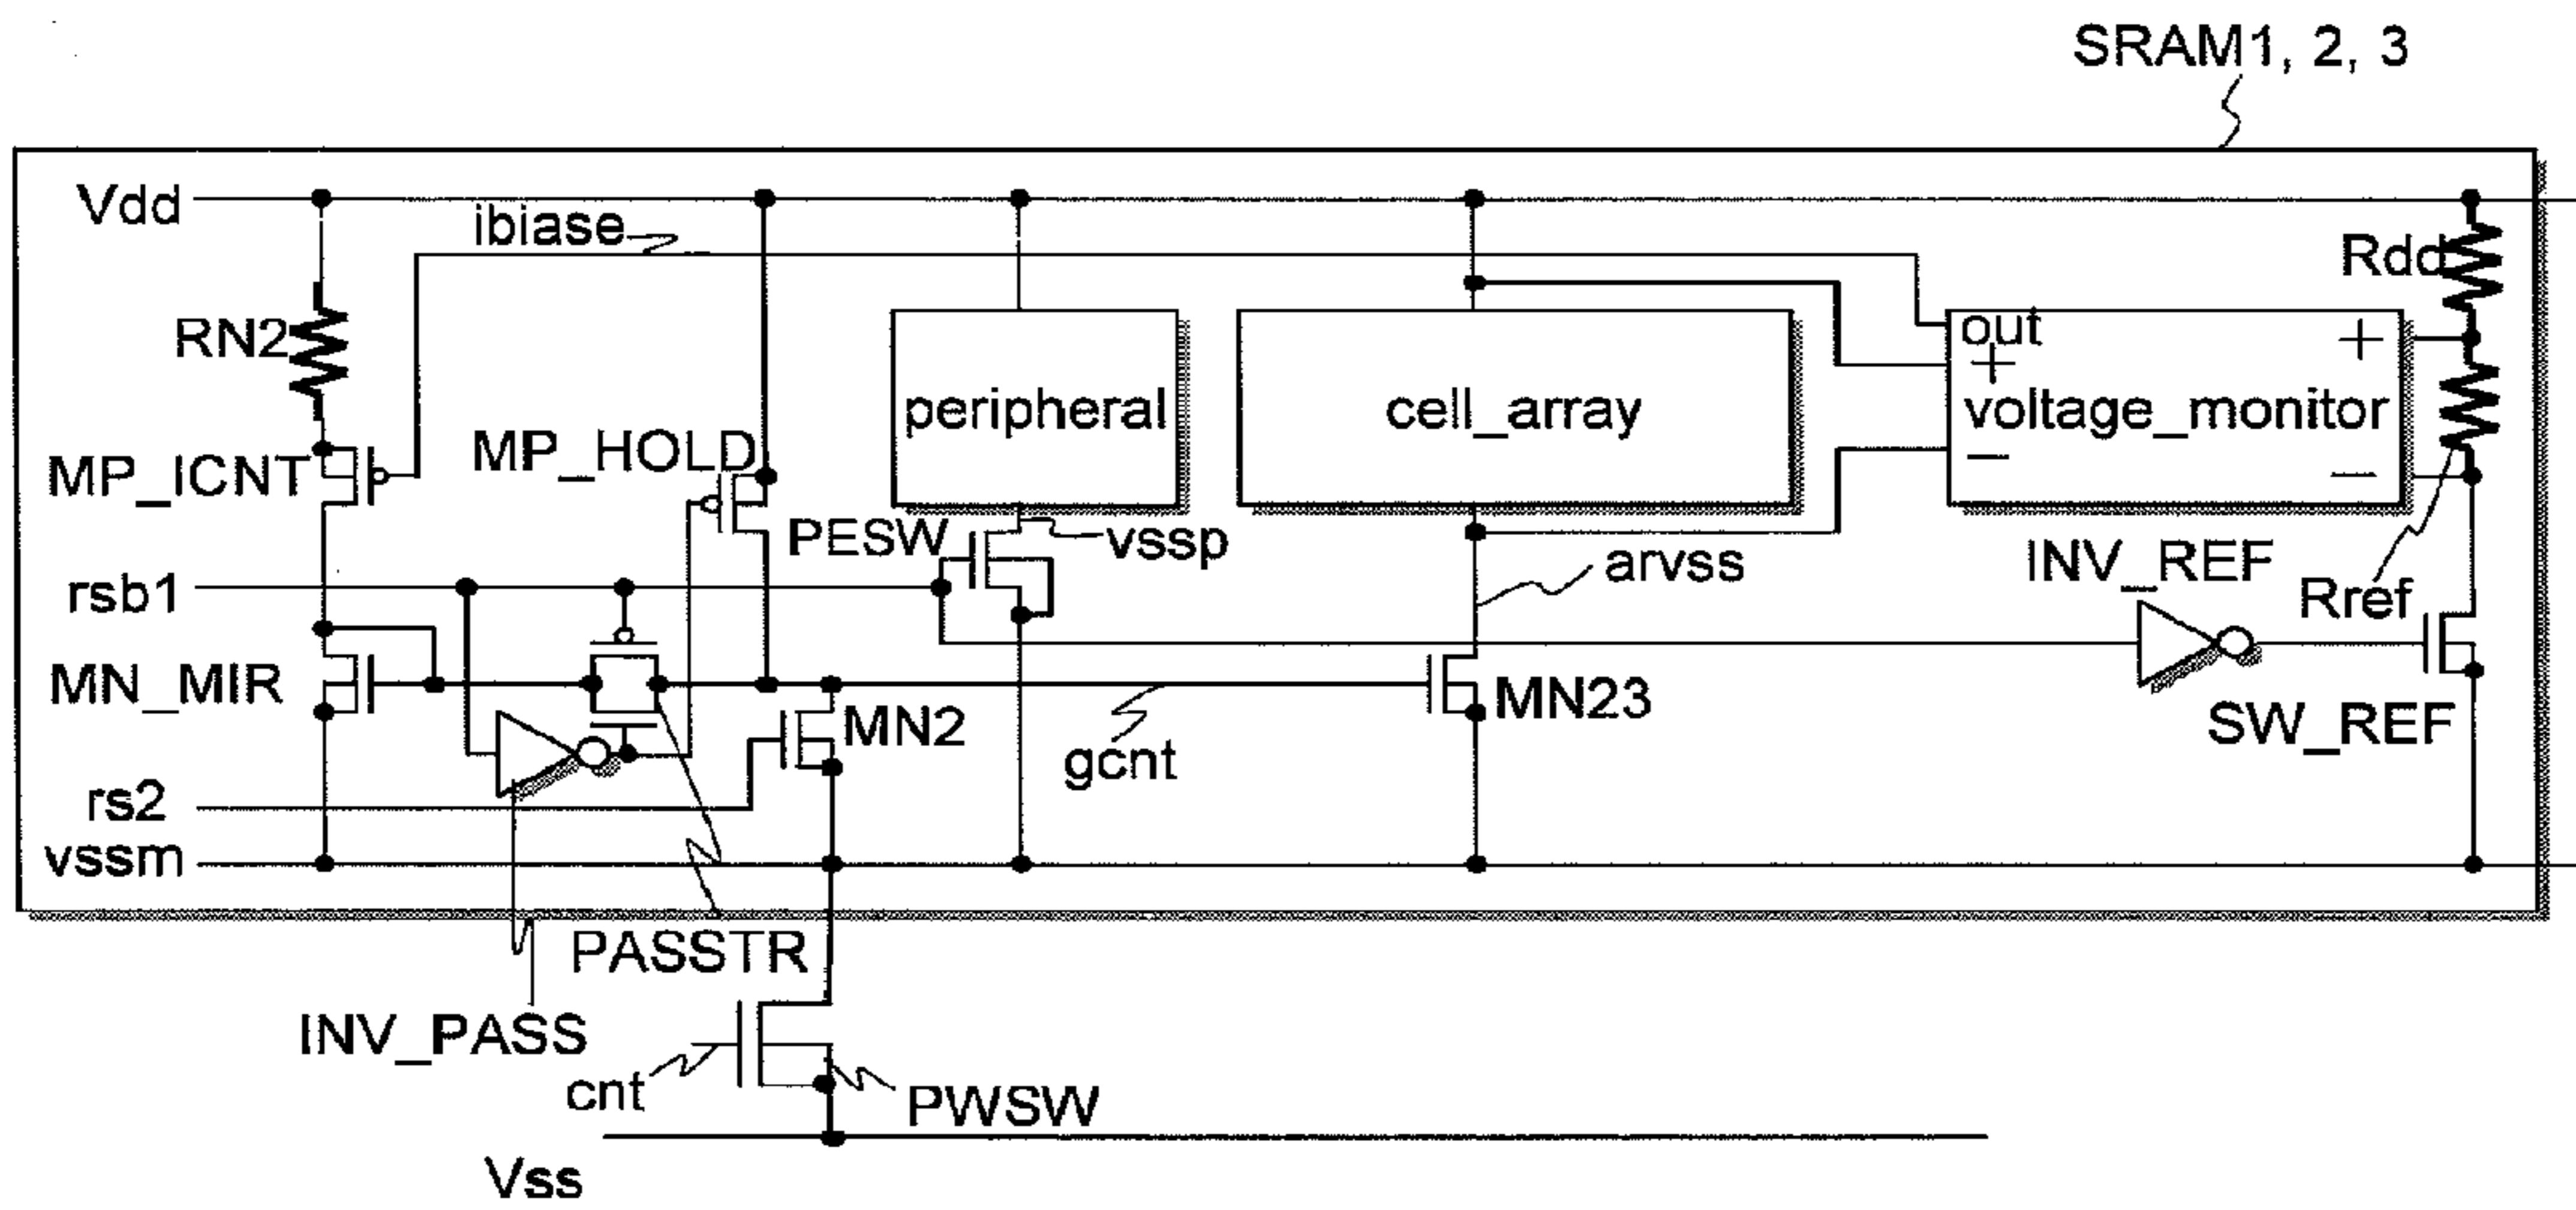 SRAM1, 2, 3
Vdd
ibiase
Rdd
RN2
out
+
+
peripheral
cell_array
voltage_monitor
MP_HOLD
MP_ICNT
−
−
PESW
vssp
arvss
INV_REF
Rref
rsb1
MN_MIR
MN2
MN23
SW_REF
gcnt
rs2
vssm
PASSTR
INV_PASS
cnt
PWSW
Vss